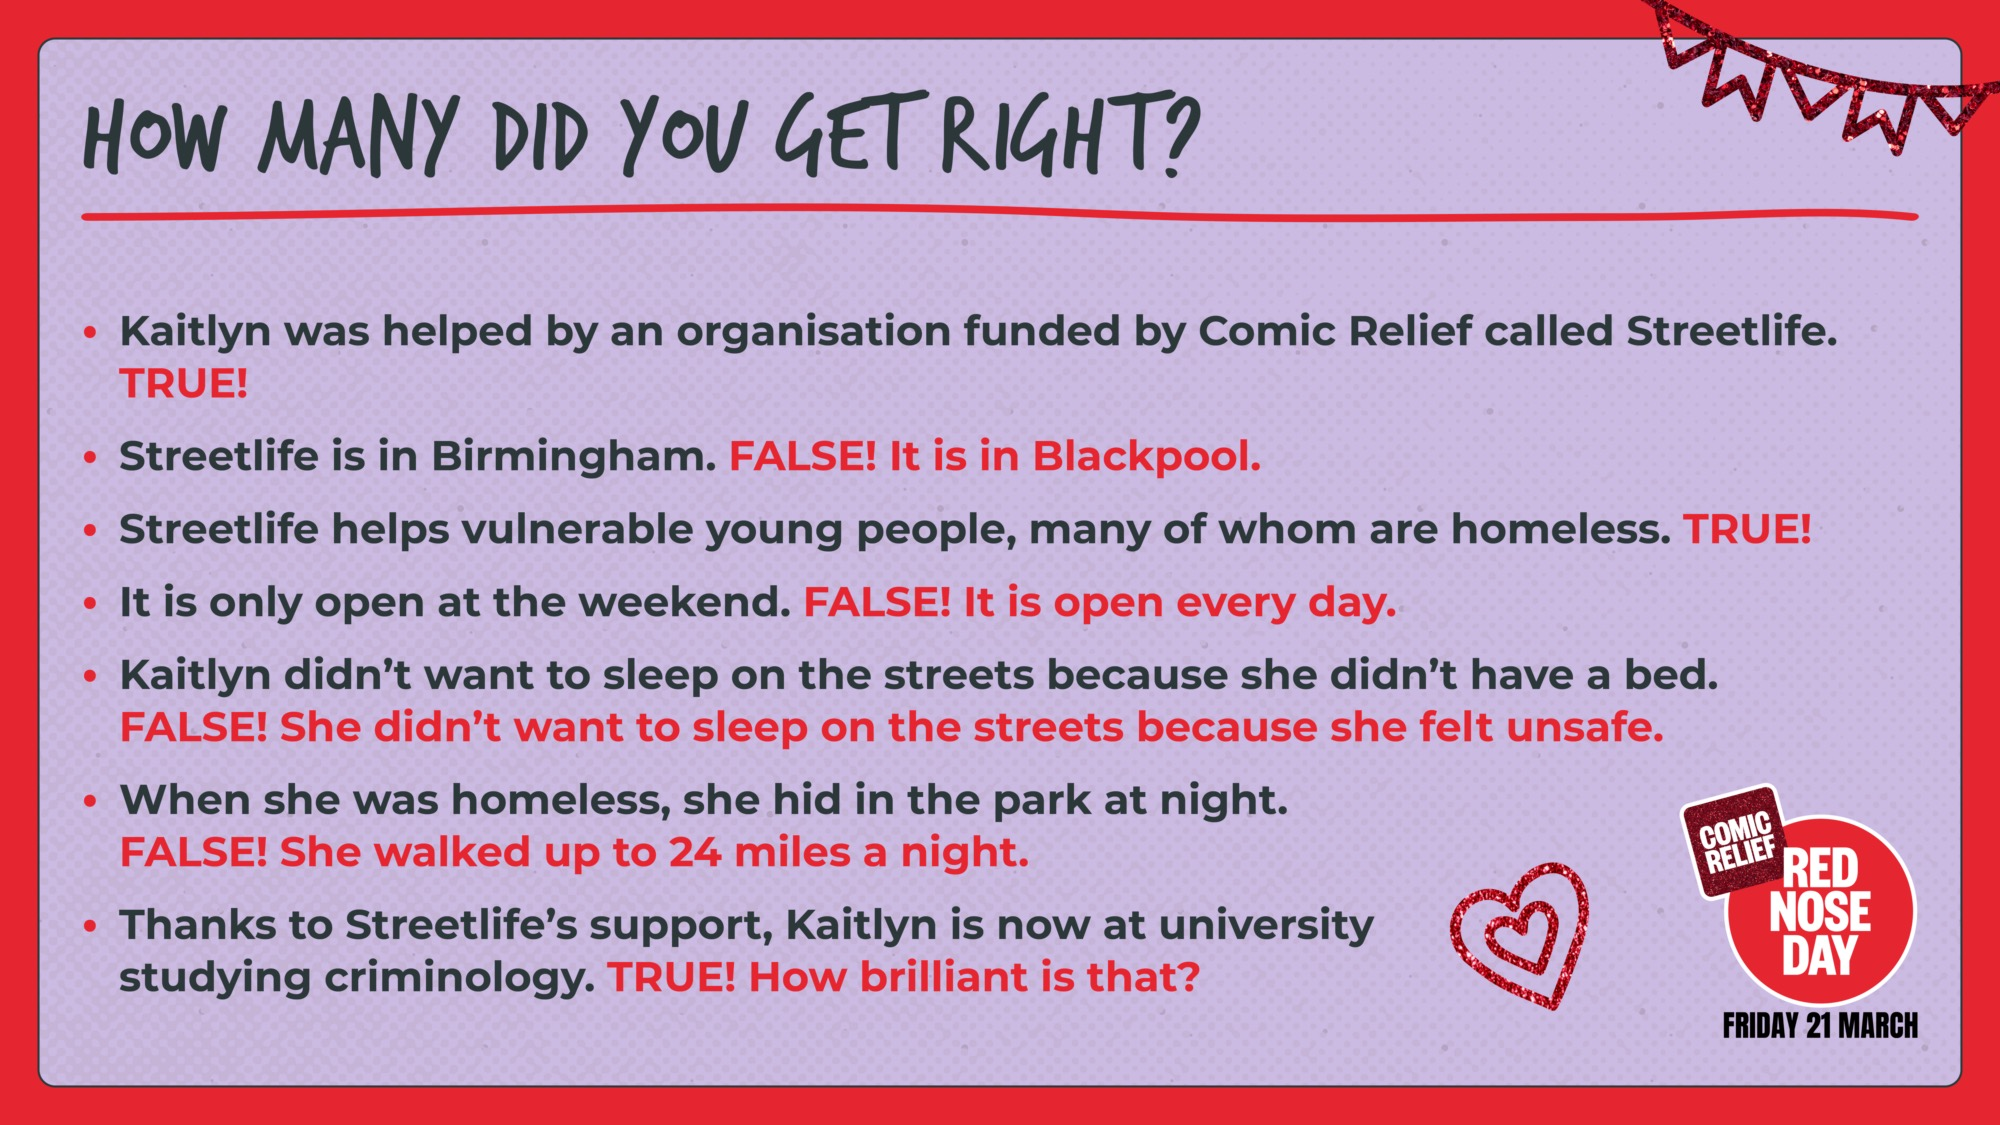 HOW MANY DID YOU GET RIGHT?
• Kaitlyn was helped by an organisation funded by Comic Relief called Streetlife.
TRUE!
• Streetlife is in Birmingham. FALSE! It is in Blackpool.
• Streetlife helps vulnerable young people, many of whom are homeless. TRUE!
• It is only open at the weekend. FALSE! It is open every day.
• Kaitlyn didn’t want to sleep on the streets because she didn’t have a bed.
FALSE! She didn’t want to sleep on the streets because she felt unsafe.
• When she was homeless, she hid in the park at night.
FALSE! She walked up to 24 miles a night.
• Thanks to Streetlife’s support, Kaitlyn is now at university
studying criminology. TRUE! How brilliant is that?
COMIC
RELIEF
RED
NOSE
DAY
FRIDAY 21 MARCH